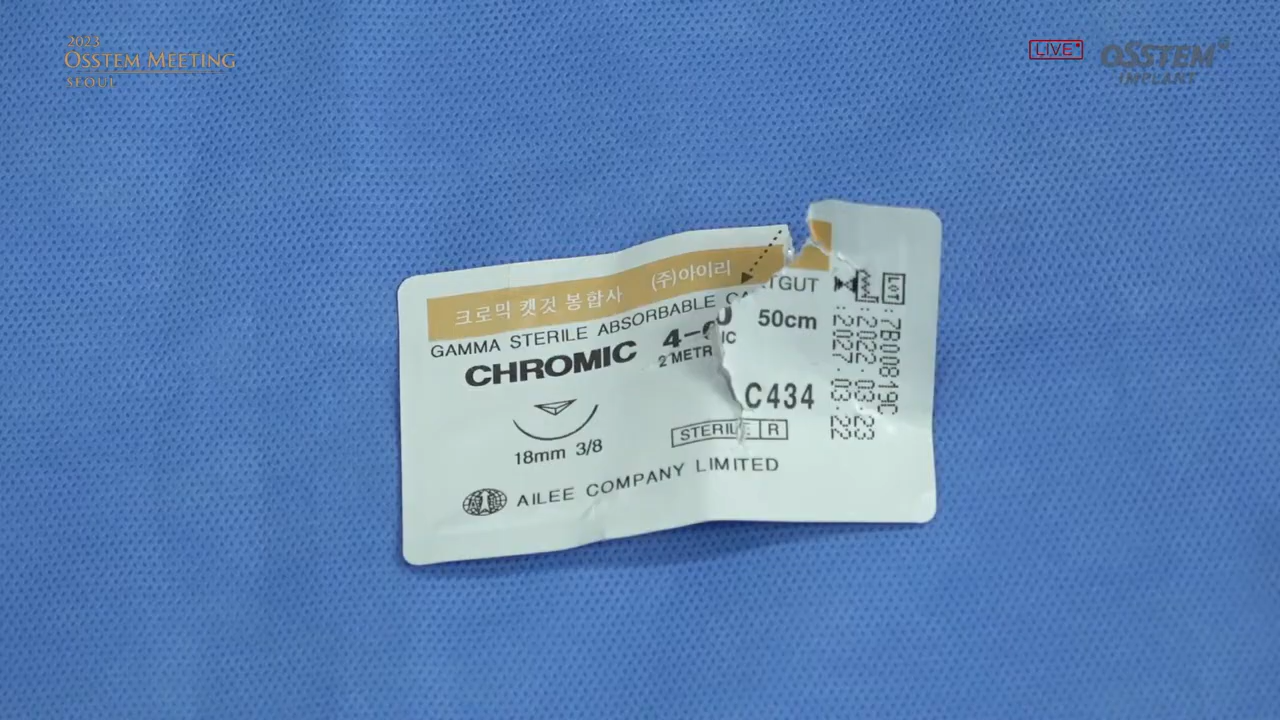 2023
OSSTEM MEETING
SEOUL
LIVE
OSSTEM®
IMPLANT
크로믹 캣것 봉합사 (주)아이리
GAMMA STERILE ABSORBABLE CATGUT
CHROMIC 4-0 50cm
2 METRIC
C434
18mm 3/8
STERILE R
AILEE COMPANY LIMITED
LOT : 7B00819C
: 2022. 03. 23
: 2027. 03. 22